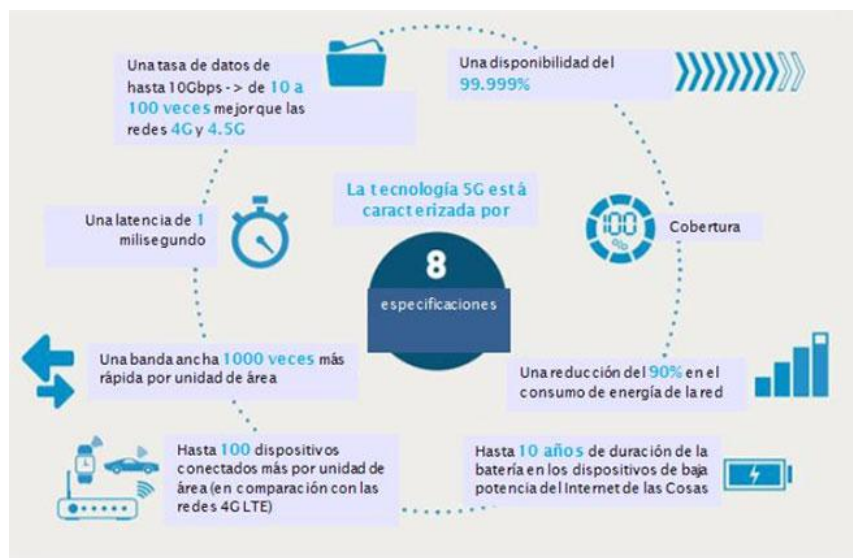 Una tasa de datos de
hasta 10Gbps -> de 10 a
100 veces mejor que las
redes 4G y 4.5G
Una disponibilidad del
99.999%
La tecnología 5G está
caracterizada por
8
especificaciones
Una latencia de 1
milisegundo
100
%
Cobertura
Una banda ancha 1000 veces más
rápida por unidad de área
Una reducción del 90% en el
consumo de energía de la red
Hasta 100 dispositivos
conectados más por unidad de
área (en comparación con las
redes 4G LTE)
Hasta 10 años de duración de la
batería en los dispositivos de baja
potencia del Internet de las Cosas